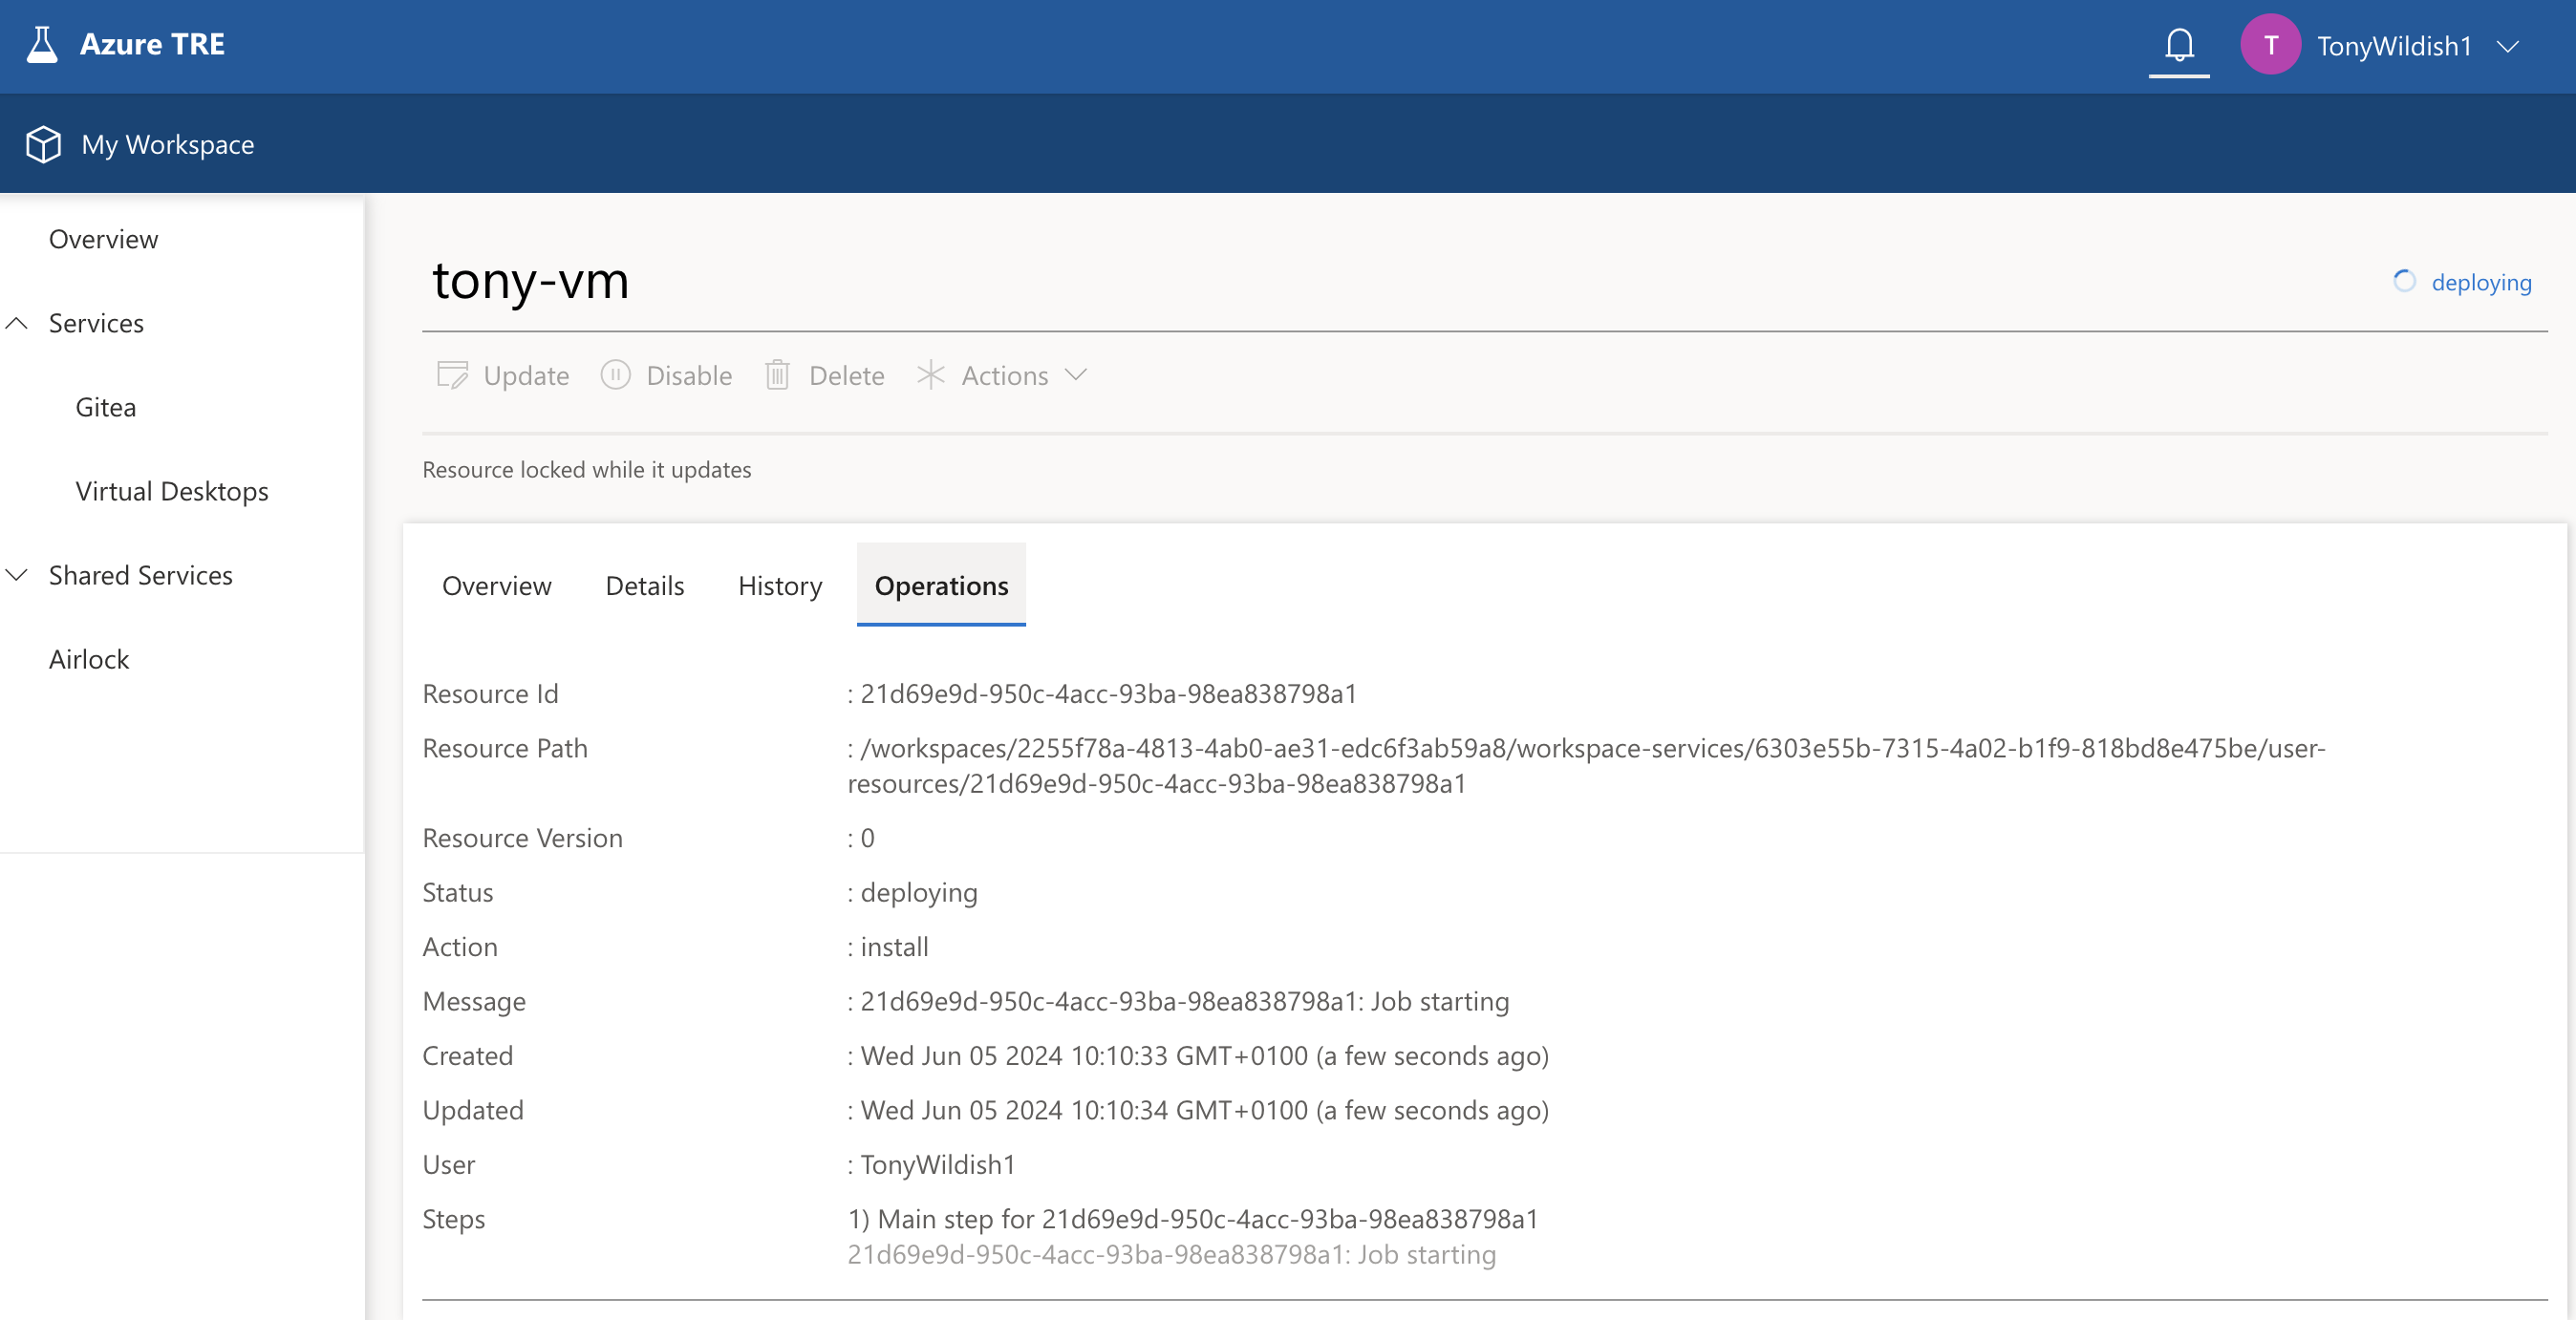 Azure TRE
T
TonyWildish1
My Workspace
Overview
Services
Gitea
Virtual Desktops
Shared Services
Airlock
tony-vm
deploying
Update
Disable
Delete
Actions
Resource locked while it updates
Overview
Details
History
Operations
Resource Id : 21d69e9d-950c-4acc-93ba-98ea838798a1
Resource Path : /workspaces/2255f78a-4813-4ab0-ae31-edc6f3ab59a8/workspace-services/6303e55b-7315-4a02-b1f9-818bd8e475be/user-
resources/21d69e9d-950c-4acc-93ba-98ea838798a1
Resource Version : 0
Status : deploying
Action : install
Message : 21d69e9d-950c-4acc-93ba-98ea838798a1: Job starting
Created : Wed Jun 05 2024 10:10:33 GMT+0100 (a few seconds ago)
Updated : Wed Jun 05 2024 10:10:34 GMT+0100 (a few seconds ago)
User : TonyWildish1
Steps 1) Main step for 21d69e9d-950c-4acc-93ba-98ea838798a1
21d69e9d-950c-4acc-93ba-98ea838798a1: Job starting